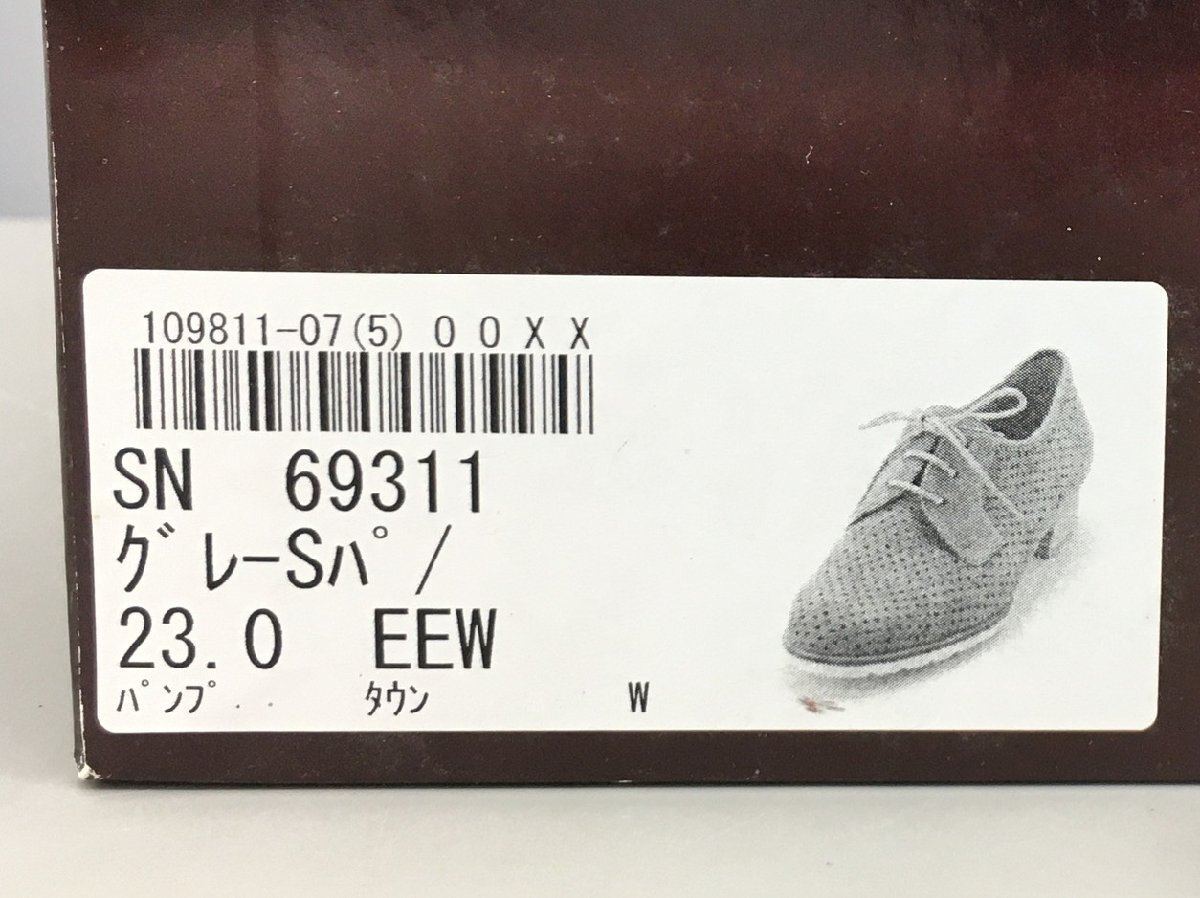 109811-07(5) 0 0 X X
SN 69311
ｸﾞﾚｰSﾊﾟ/
23.0 EEW
ﾊﾟﾝﾌﾟ.. ﾀｳﾝ W